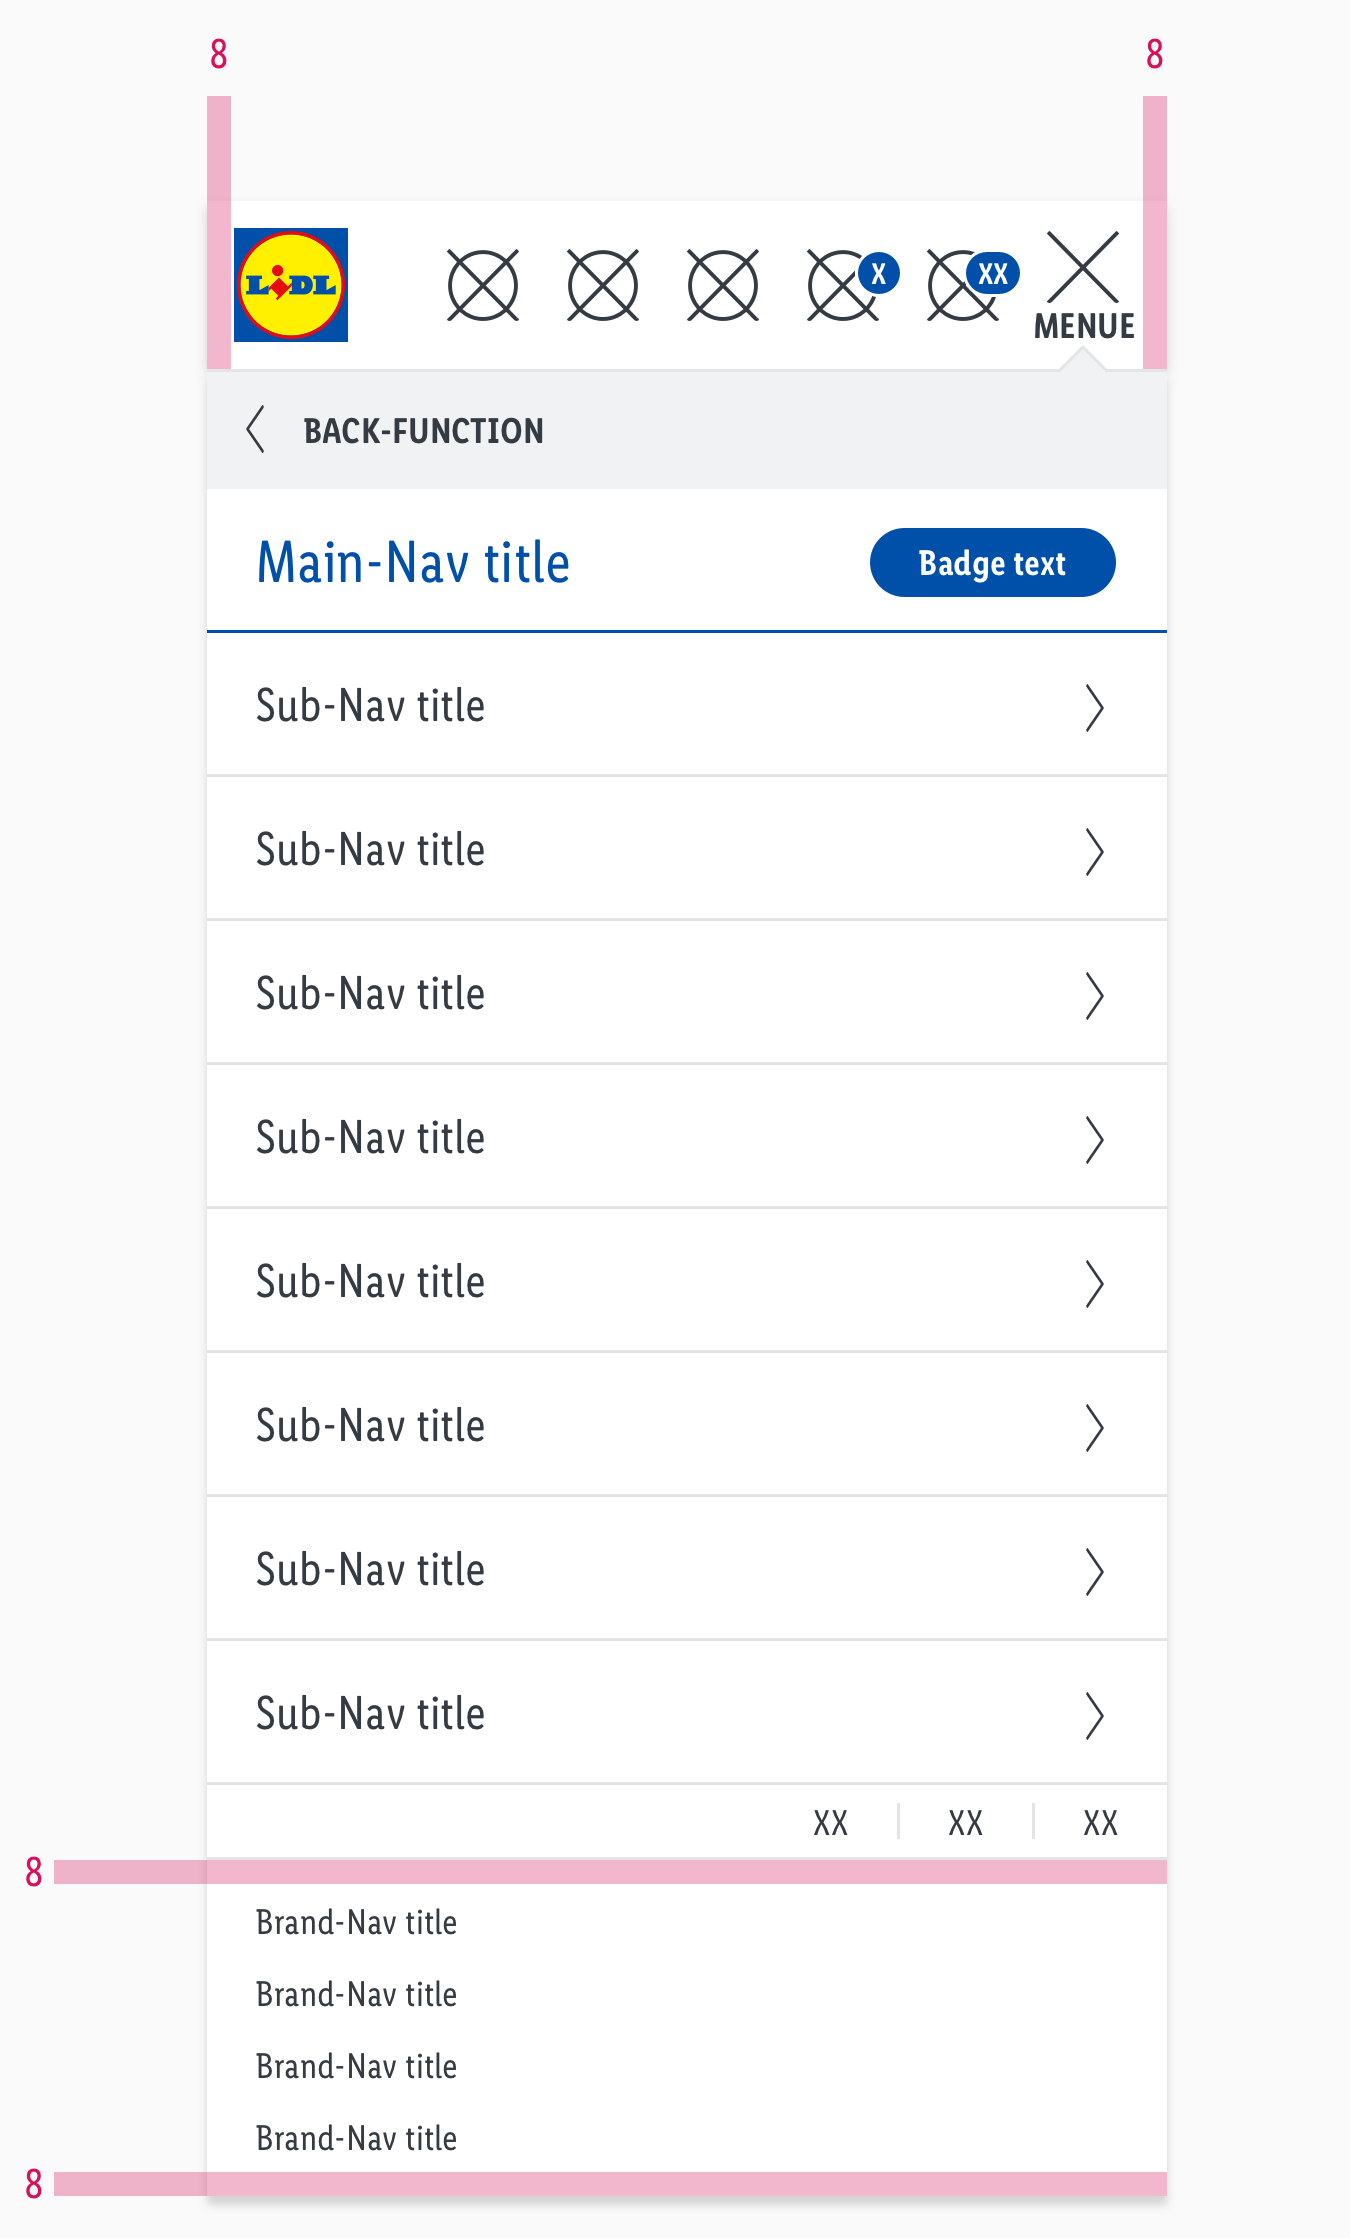 8 8
LIDL
X XX
MENUE
BACK-FUNCTION
Main-Nav title Badge text
Sub-Nav title
Sub-Nav title
Sub-Nav title
Sub-Nav title
Sub-Nav title
Sub-Nav title
Sub-Nav title
Sub-Nav title
XX XX XX
8
Brand-Nav title
Brand-Nav title
Brand-Nav title
Brand-Nav title
8